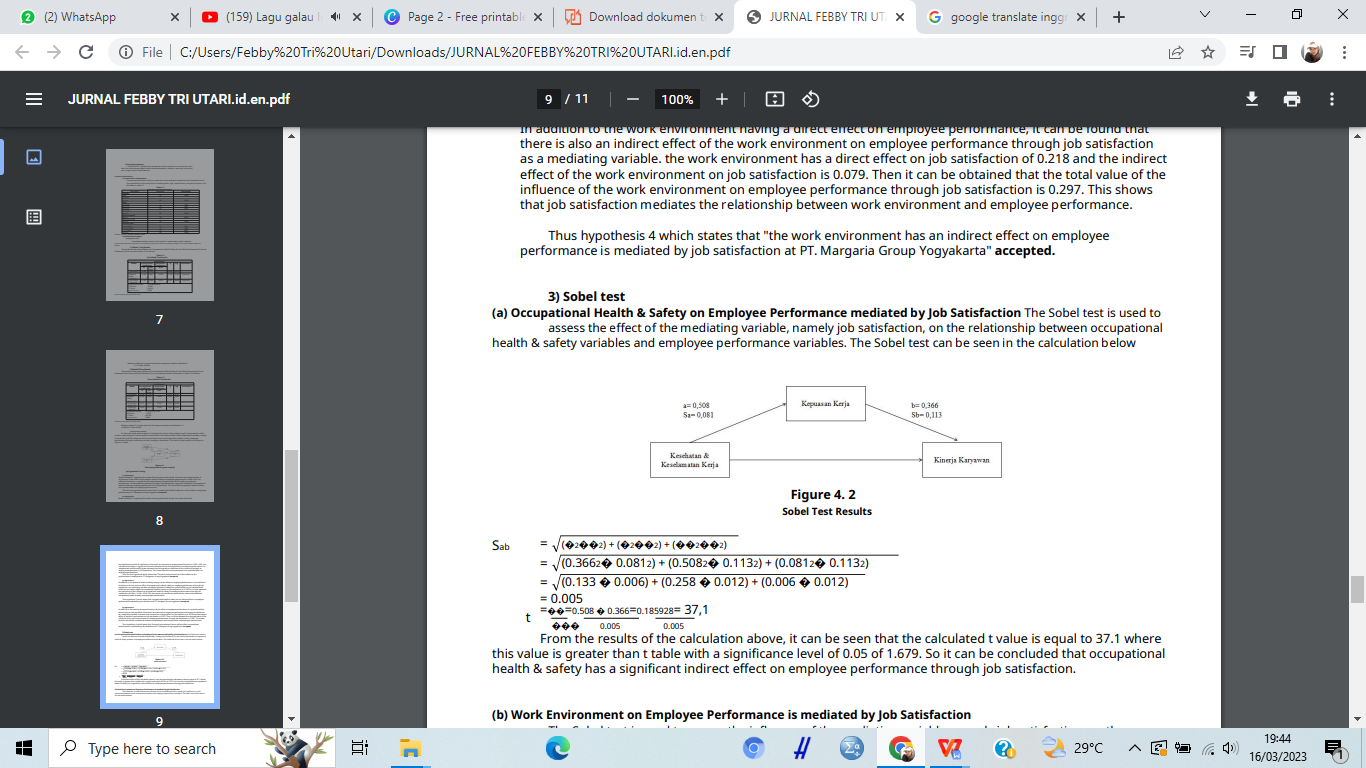 (2) WhatsApp
(159) Lagu galau
Page 2 - Free printabl
Download dokumen t
JURNAL FEBBY TRI UT
google translate ingg
File
C:/Users/Febby%20Tri%20Utari/Downloads/JURNAL%20FEBBY%20TRI%20UTARI.id.en.pdf
JURNAL FEBBY TRI UTARI.id.en.pdf
9 / 11
100%
7
8
9
In addition to the work environment having a direct effect on employee performance, it can be found that
there is also an indirect effect of the work environment on employee performance through job satisfaction
as a mediating variable. the work environment has a direct effect on job satisfaction of 0.218 and the indirect
effect of the work environment on job satisfaction is 0.079. Then it can be obtained that the total value of the
influence of the work environment on employee performance through job satisfaction is 0.297. This shows
that job satisfaction mediates the relationship between work environment and employee performance.
Thus hypothesis 4 which states that "the work environment has an indirect effect on employee
performance is mediated by job satisfaction at PT. Margaria Group Yogyakarta" accepted.
3) Sobel test
(a) Occupational Health & Safety on Employee Performance mediated by Job Satisfaction The Sobel test is used to
assess the effect of the mediating variable, namely job satisfaction, on the relationship between occupational
health & safety variables and employee performance variables. The Sobel test can be seen in the calculation below
a= 0,508
Sa= 0,081
Kepuasan Kerja
b= 0,366
Sb= 0,113
Kesehatan &
Keselamatan Kerja
Kinerja Karyawan
Figure 4. 2
Sobel Test Results
Sab = √(�2��2) + (�2��2) + (��2��2)
= √(0.3662� 0.0812) + (0.5082� 0.1132) + (0.0812� 0.1132)
= √(0.133 � 0.006) + (0.258 � 0.012) + (0.006 � 0.012)
= 0.005
t =��=0.508 � 0.366=0.185928= 37,1
��� 0.005 0.005
From the results of the calculation above, it can be seen that the calculated t value is equal to 37.1 where
this value is greater than t table with a significance level of 0.05 of 1.679. So it can be concluded that occupational
health & safety has a significant indirect effect on employee performance through job satisfaction.
(b) Work Environment on Employee Performance is mediated by Job Satisfaction
Type here to search
29°C
19:44
16/03/2023
1